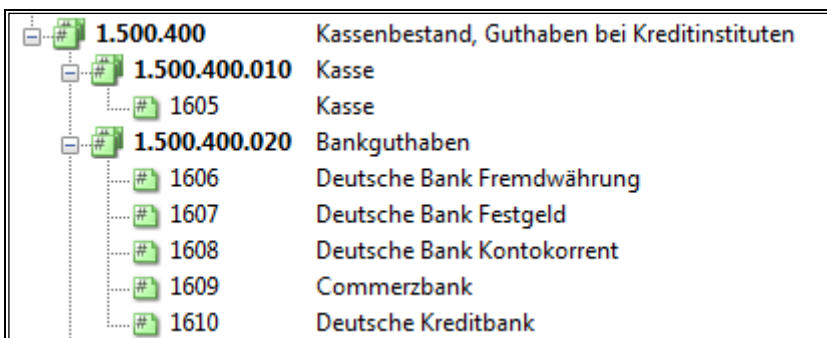 1.500.400 Kassenbestand, Guthaben bei Kreditinstituten
1.500.400.010 Kasse
1605 Kasse
1.500.400.020 Bankguthaben
1606 Deutsche Bank Fremdwährung
1607 Deutsche Bank Festgeld
1608 Deutsche Bank Kontokorrent
1609 Commerzbank
1610 Deutsche Kreditbank